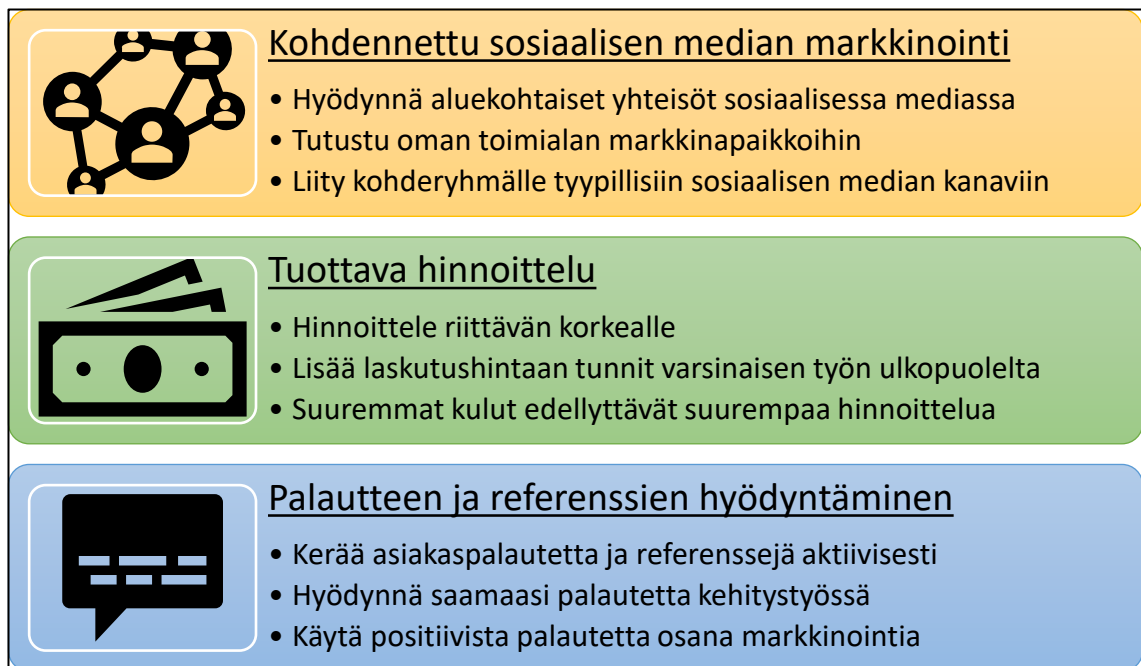 Kohdennettu sosiaalisen median markkinointi
• Hyödynnä aluekohtaiset yhteisöt sosiaalisessa mediassa
• Tutustu oman toimialan markkinapaikkoihin
• Liity kohderyhmälle tyypillisiin sosiaalisen median kanaviin
Tuottava hinnoittelu
• Hinnoittele riittävän korkealle
• Lisää laskutushintaan tunnit varsinaisen työn ulkopuolelta
• Suuremmat kulut edellyttävät suurempaa hinnoittelua
Palautteen ja referenssien hyödyntäminen
• Kerää asiakaspalautetta ja referenssejä aktiivisesti
• Hyödynnä saamaasi palautetta kehitystyössä
• Käytä positiivista palautetta osana markkinointia